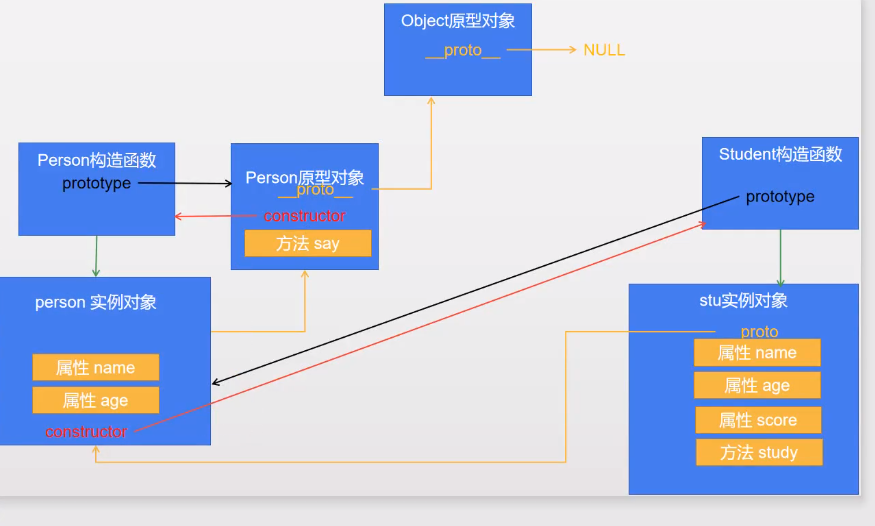 Object原型对象
__proto__
NULL
Person构造函数
prototype
Person原型对象
__proto__
constructor
方法 say
Student构造函数
prototype
person 实例对象
属性 name
属性 age
constructor
stu实例对象
proto
属性 name
属性 age
属性 score
方法 study